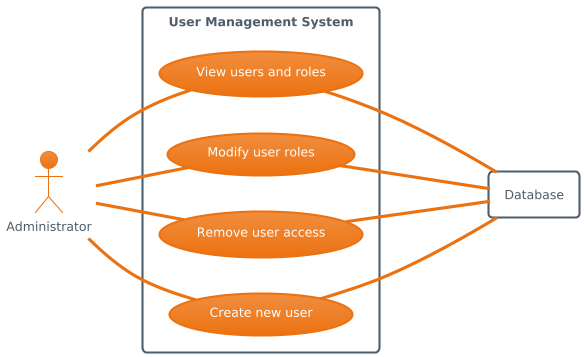 User Management System
View users and roles
Modify user roles
Database
Administrator
Remove user access
Create new user